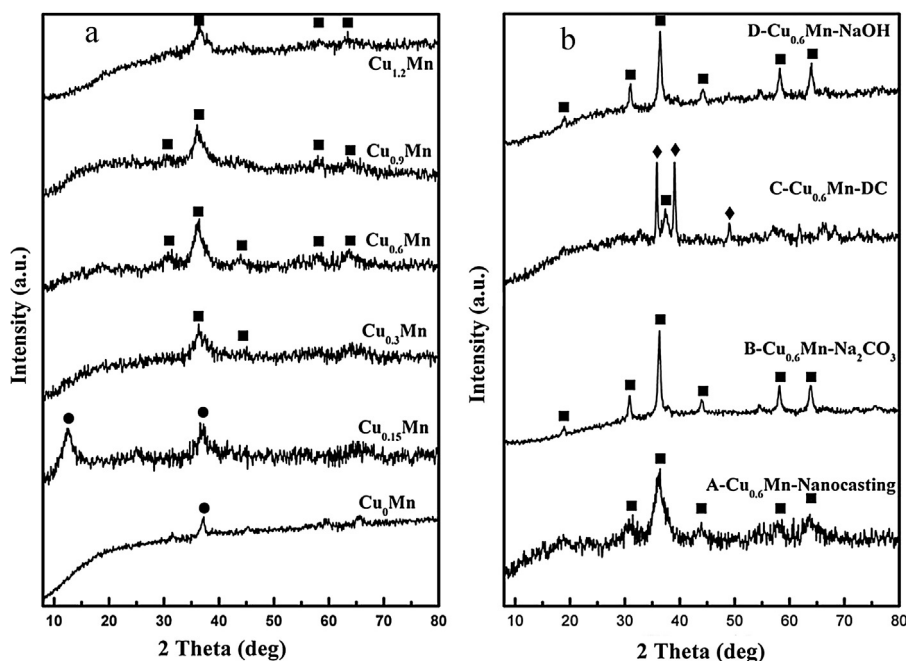 a
Cu1.2Mn
Cu0.9Mn
Cu0.6Mn
Cu0.3Mn
Cu0.15Mn
Cu0Mn
Intensity (a.u.)
10 20 30 40 50 60 70 80
2 Theta (deg)
b
D-Cu0.6Mn-NaOH
C-Cu0.6Mn-DC
B-Cu0.6Mn-Na2CO3
A-Cu0.6Mn-Nanocasting
Intensity (a.u.)
10 20 30 40 50 60 70 80
2 Theta (deg)